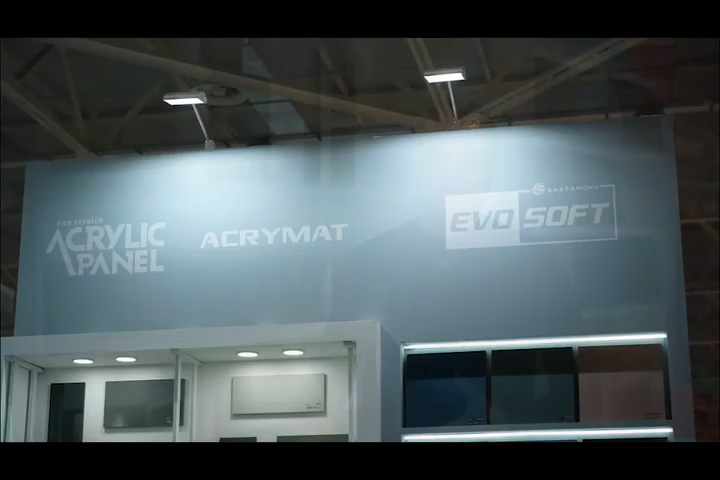 non scratch
ACRYLIC
PANEL
ACRYMAT
KASTAMONU
EVO SOFT